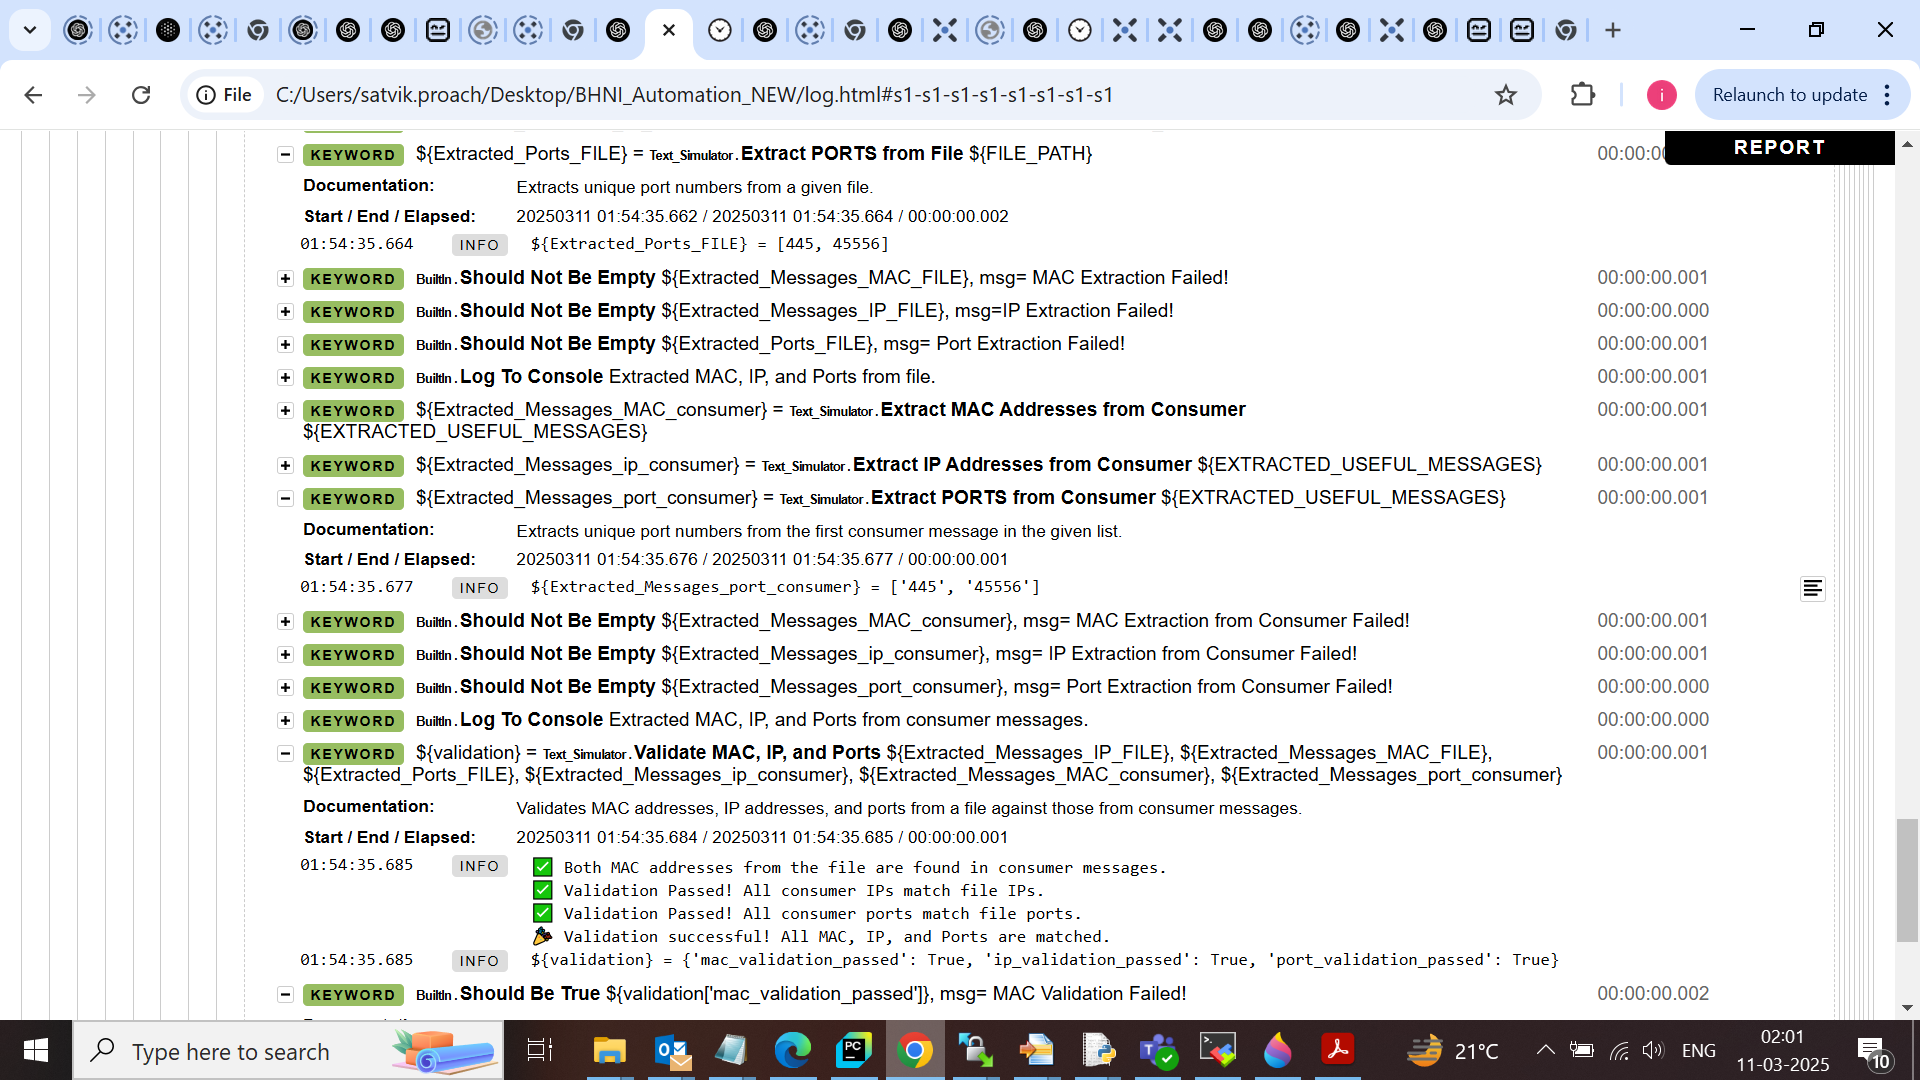 File
C:/Users/satvik.proach/Desktop/BHNI_Automation_NEW/log.html#s1-s1-s1-s1-s1-s1-s1-s1
Relaunch to update
REPORT
KEYWORD ${Extracted_Ports_FILE} = Text_Simulator.Extract PORTS from File ${FILE_PATH} 00:00:00
Documentation: Extracts unique port numbers from a given file.
Start / End / Elapsed: 20250311 01:54:35.662 / 20250311 01:54:35.664 / 00:00:00.002
01:54:35.664 INFO ${Extracted_Ports_FILE} = [445, 45556]
KEYWORD BuiltIn.Should Not Be Empty ${Extracted_Messages_MAC_FILE}, msg= MAC Extraction Failed! 00:00:00.001
KEYWORD BuiltIn.Should Not Be Empty ${Extracted_Messages_IP_FILE}, msg=IP Extraction Failed! 00:00:00.000
KEYWORD BuiltIn.Should Not Be Empty ${Extracted_Ports_FILE}, msg= Port Extraction Failed! 00:00:00.001
KEYWORD BuiltIn.Log To Console Extracted MAC, IP, and Ports from file. 00:00:00.001
KEYWORD ${Extracted_Messages_MAC_consumer} = Text_Simulator.Extract MAC Addresses from Consumer 00:00:00.001
${EXTRACTED_USEFUL_MESSAGES}
KEYWORD ${Extracted_Messages_ip_consumer} = Text_Simulator.Extract IP Addresses from Consumer ${EXTRACTED_USEFUL_MESSAGES} 00:00:00.001
KEYWORD ${Extracted_Messages_port_consumer} = Text_Simulator.Extract PORTS from Consumer ${EXTRACTED_USEFUL_MESSAGES} 00:00:00.001
Documentation: Extracts unique port numbers from the first consumer message in the given list.
Start / End / Elapsed: 20250311 01:54:35.676 / 20250311 01:54:35.677 / 00:00:00.001
01:54:35.677 INFO ${Extracted_Messages_port_consumer} = ['445', '45556']
KEYWORD BuiltIn.Should Not Be Empty ${Extracted_Messages_MAC_consumer}, msg= MAC Extraction from Consumer Failed! 00:00:00.001
KEYWORD BuiltIn.Should Not Be Empty ${Extracted_Messages_ip_consumer}, msg= IP Extraction from Consumer Failed! 00:00:00.001
KEYWORD BuiltIn.Should Not Be Empty ${Extracted_Messages_port_consumer}, msg= Port Extraction from Consumer Failed! 00:00:00.000
KEYWORD BuiltIn.Log To Console Extracted MAC, IP, and Ports from consumer messages. 00:00:00.000
KEYWORD ${validation} = Text_Simulator.Validate MAC, IP, and Ports ${Extracted_Messages_IP_FILE}, ${Extracted_Messages_MAC_FILE}, 00:00:00.001
${Extracted_Ports_FILE}, ${Extracted_Messages_ip_consumer}, ${Extracted_Messages_MAC_consumer}, ${Extracted_Messages_port_consumer}
Documentation: Validates MAC addresses, IP addresses, and ports from a file against those from consumer messages.
Start / End / Elapsed: 20250311 01:54:35.684 / 20250311 01:54:35.685 / 00:00:00.001
01:54:35.685 INFO ✅ Both MAC addresses from the file are found in consumer messages.
✅ Validation Passed! All consumer IPs match file IPs.
✅ Validation Passed! All consumer ports match file ports.
🎉 Validation successful! All MAC, IP, and Ports are matched.
01:54:35.685 INFO ${validation} = {'mac_validation_passed': True, 'ip_validation_passed': True, 'port_validation_passed': True}
KEYWORD BuiltIn.Should Be True ${validation['mac_validation_passed']}, msg= MAC Validation Failed! 00:00:00.002
Type here to search
21°C
ENG
02:01
11-03-2025
10